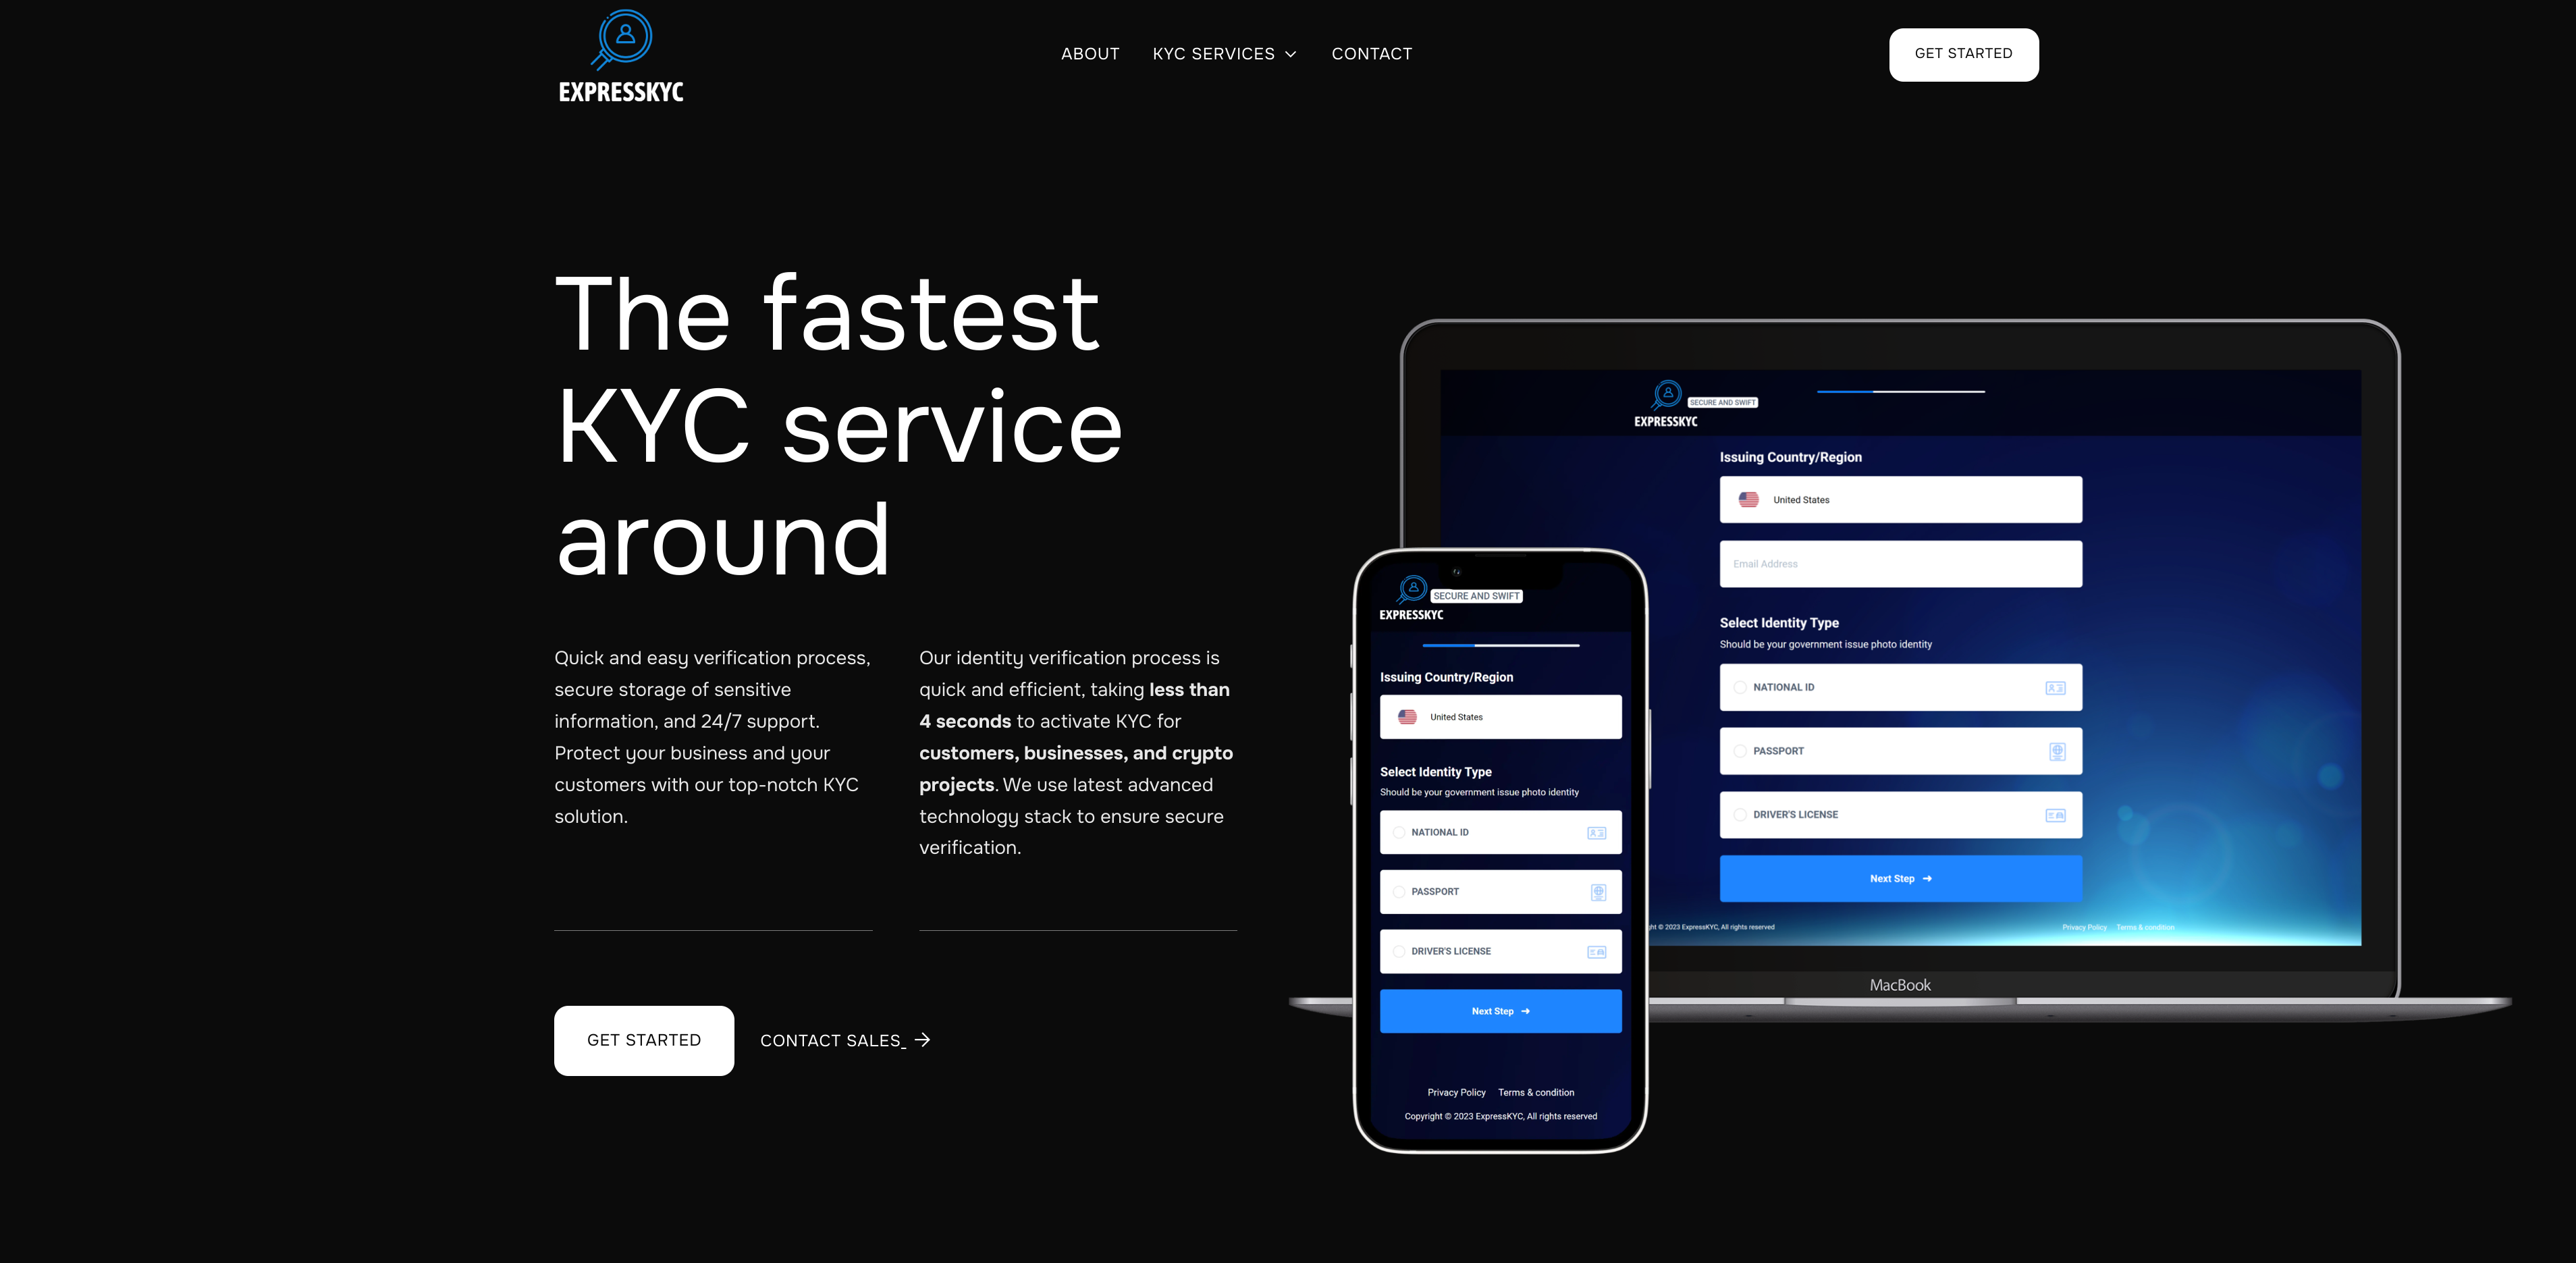 EXPRESSKYC
ABOUT
KYC SERVICES
CONTACT
GET STARTED
The fastest
KYC service
around
Quick and easy verification process,
secure storage of sensitive
information, and 24/7 support.
Protect your business and your
customers with our top-notch KYC
solution.
Our identity verification process is
quick and efficient, taking less than
4 seconds to activate KYC for
customers, businesses, and crypto
projects. We use latest advanced
technology stack to ensure secure
verification.
GET STARTED
CONTACT SALES_
EXPRESSKYC
SECURE AND SWIFT
Issuing Country/Region
United States
Email Address
Select Identity Type
Should be your government issue photo identity
NATIONAL ID
PASSPORT
DRIVER'S LICENSE
Next Step
© 2023 ExpressKYC, All rights reserved
Privacy Policy
Terms & condition
MacBook
EXPRESSKYC
SECURE AND SWIFT
Issuing Country/Region
United States
Select Identity Type
Should be your government issue photo identity
NATIONAL ID
PASSPORT
DRIVER'S LICENSE
Next Step
Privacy Policy
Terms & condition
Copyright © 2023 ExpressKYC, All rights reserved